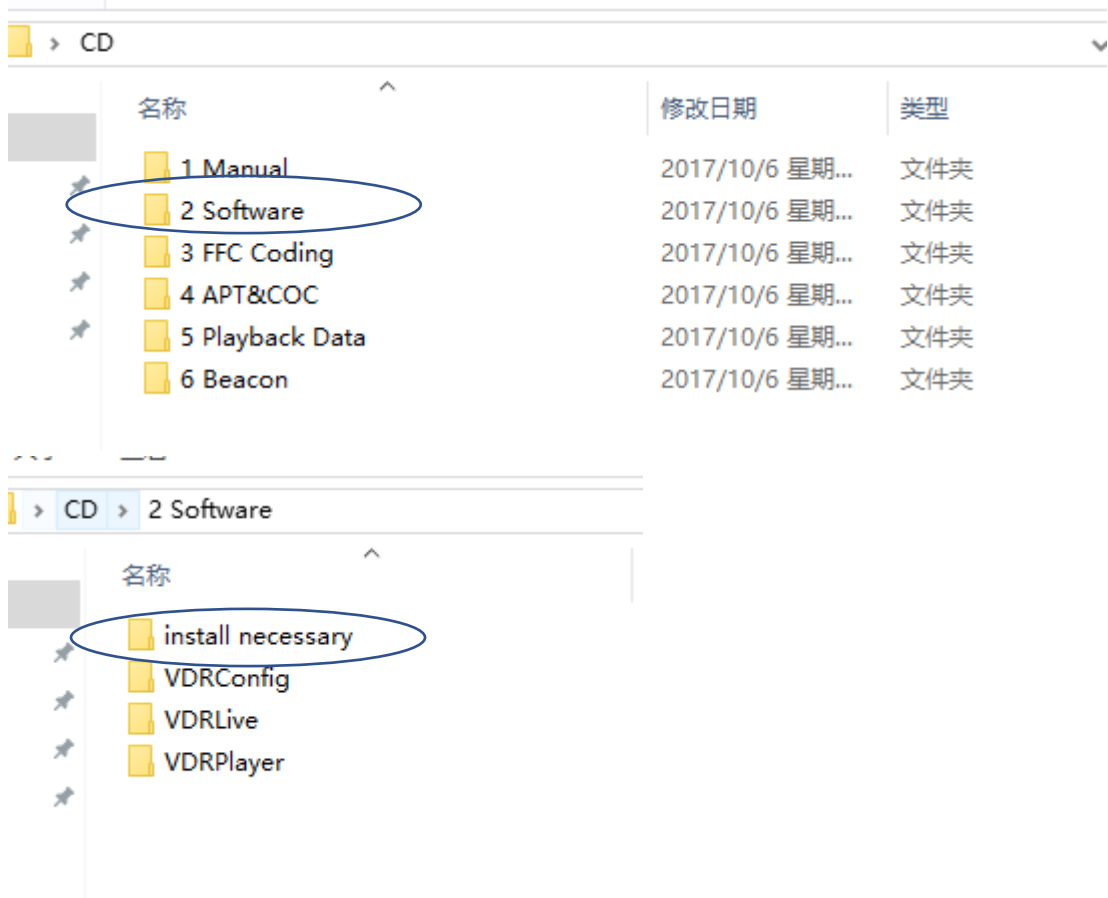 CD
名称 修改日期 类型
1 Manual 2017/10/6 星期... 文件夹
2 Software 2017/10/6 星期... 文件夹
3 FFC Coding 2017/10/6 星期... 文件夹
4 APT&COC 2017/10/6 星期... 文件夹
5 Playback Data 2017/10/6 星期... 文件夹
6 Beacon 2017/10/6 星期... 文件夹
CD 2 Software
名称
install necessary
VDRConfig
VDRLive
VDRPlayer